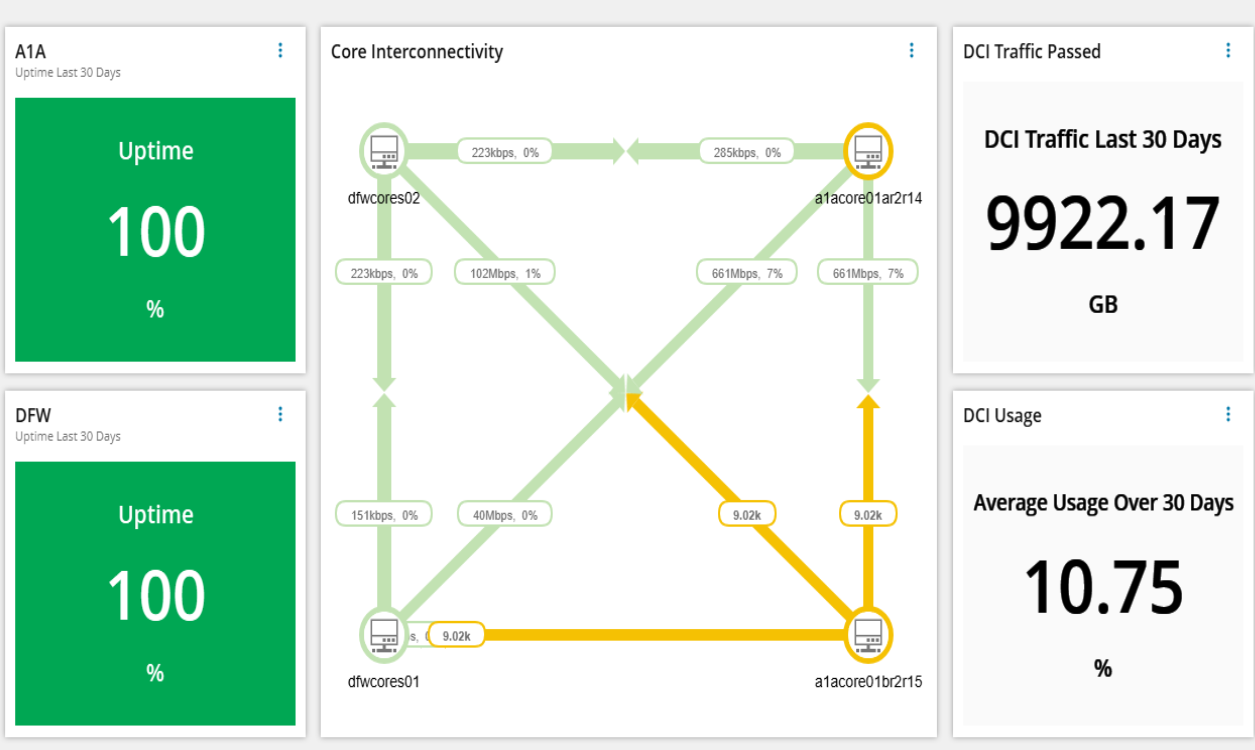 A1A
Uptime Last 30 Days
Uptime
100
%
DFW
Uptime Last 30 Days
Uptime
100
%
Core Interconnectivity
223kbps, 0%
285kbps, 0%
dfwcores02
a1acore01ar2r14
223kbps, 0%
102Mbps, 1%
661Mbps, 7%
661Mbps, 7%
151kbps, 0%
40Mbps, 0%
9.02k
9.02k
9.02k
dfwcores01
a1acore01br2r15
DCI Traffic Passed
DCI Traffic Last 30 Days
9922.17
GB
DCI Usage
Average Usage Over 30 Days
10.75
%